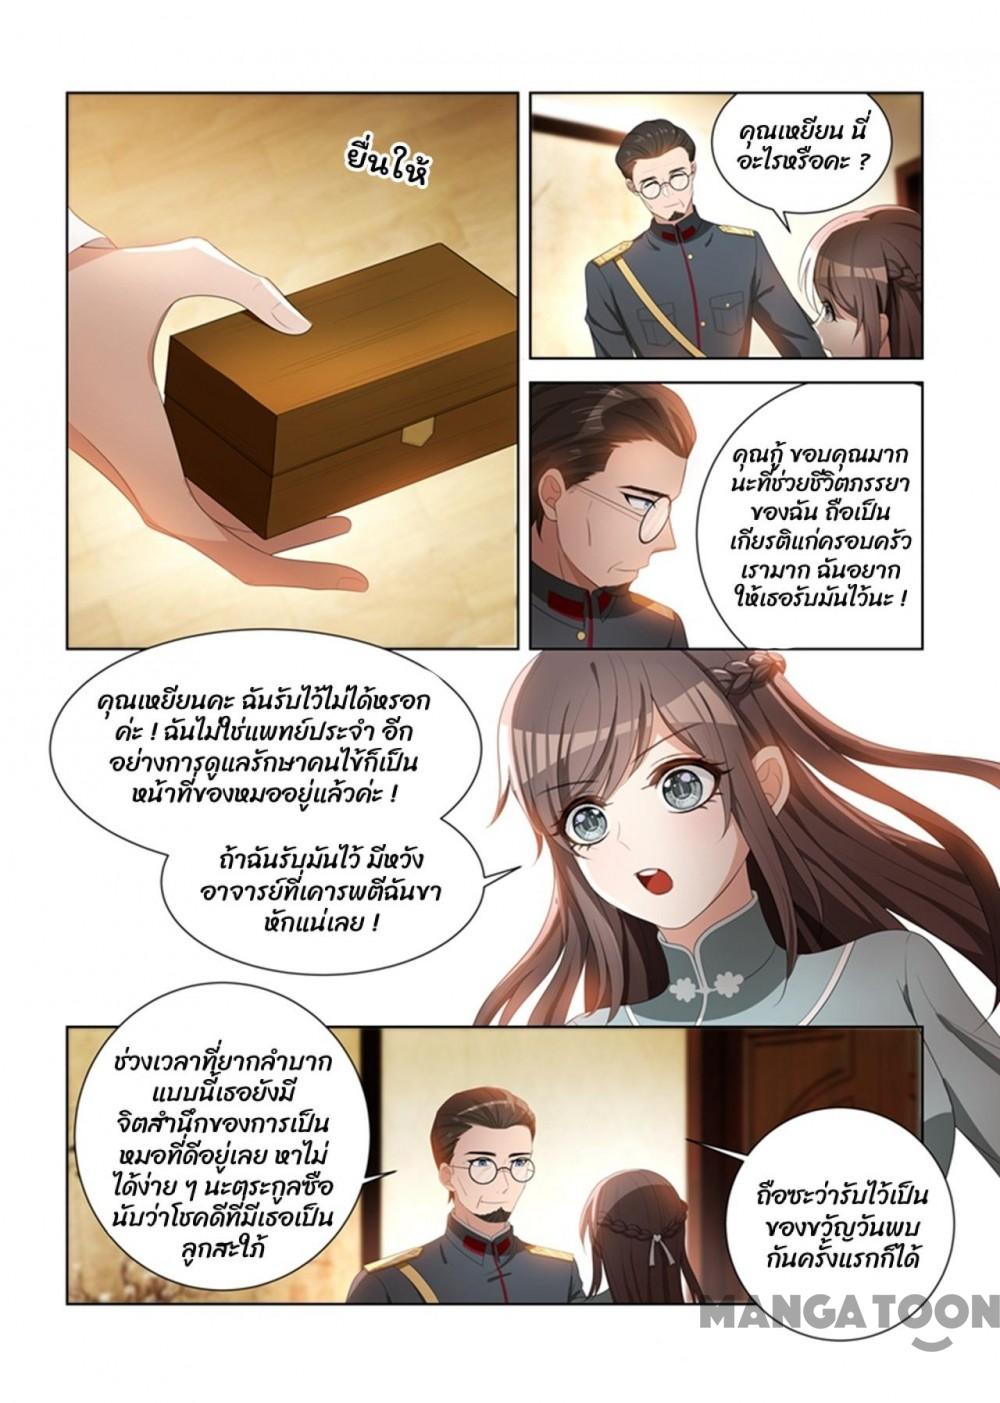 ยื่นให้
คุณเหยียน นี่
อะไรหรือคะ ?
คุณกู้ ขอบคุณมาก
นะที่ช่วยชีวิตภรรยา
ของฉัน ถือเป็น
เกียรติแก่ครอบครัว
เรามาก ฉันอยาก
ให้เธอรับมันไว้นะ !
คุณเหยียนคะ ฉันรับไว้ไม่ได้หรอก
ค่ะ ! ฉันไม่ใช่แพทย์ประจำ อีก
อย่างการดูแลรักษาคนไข้ก็เป็น
หน้าที่ของหมออยู่แล้วค่ะ !
ถ้าฉันรับมันไว้ มีหวัง
อาจารย์ที่เคารพตีฉันขา
หักแน่เลย !
ช่วงเวลาที่ยากลำบาก
แบบนี้เธอยังมี
จิตสำนึกของการเป็น
หมอที่ดีอยู่เลย หาไม่
ได้ง่าย ๆ นะตระกูลซือ
นับว่าโชคดีที่มีเธอเป็น
ลูกสะใภ้
ถือซะว่ารับไว้เป็น
ของขวัญวันพบ
กันครั้งแรกก็ได้
MANGATOON